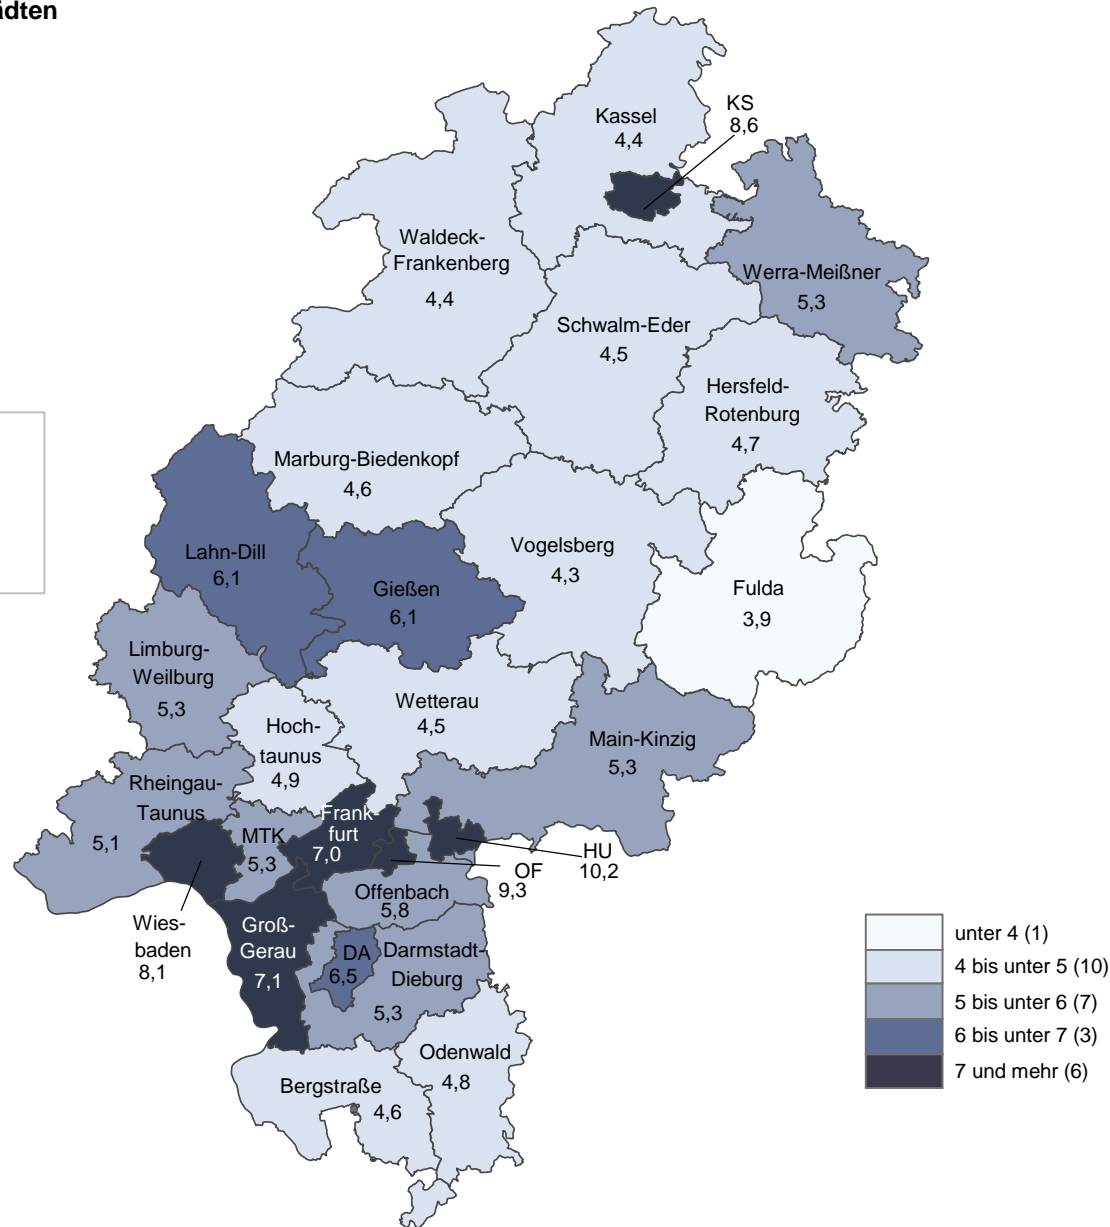 ädten
KS
8,6
Kassel
4,4
Waldeck-
Frankenberg
4,4
Werra-Meißner
5,3
Schwalm-Eder
4,5
Hersfeld-
Rotenburg
4,7
Marburg-Biedenkopf
4,6
Lahn-Dill
6,1
Gießen
6,1
Vogelsberg
4,3
Fulda
3,9
Limburg-
Weilburg
5,3
Wetterau
4,5
Hoch-
taunus
4,9
Main-Kinzig
5,3
Rheingau-
Taunus
5,1
MTK
5,3
Frank-
furt
7,0
HU
10,2
OF
9,3
Offenbach
5,8
Wies-
baden
8,1
Groß-
Gerau
7,1
DA
6,5
Darmstadt-
Dieburg
5,3
Odenwald
4,8
Bergstraße
4,6
unter 4 (1)
4 bis unter 5 (10)
5 bis unter 6 (7)
6 bis unter 7 (3)
7 und mehr (6)